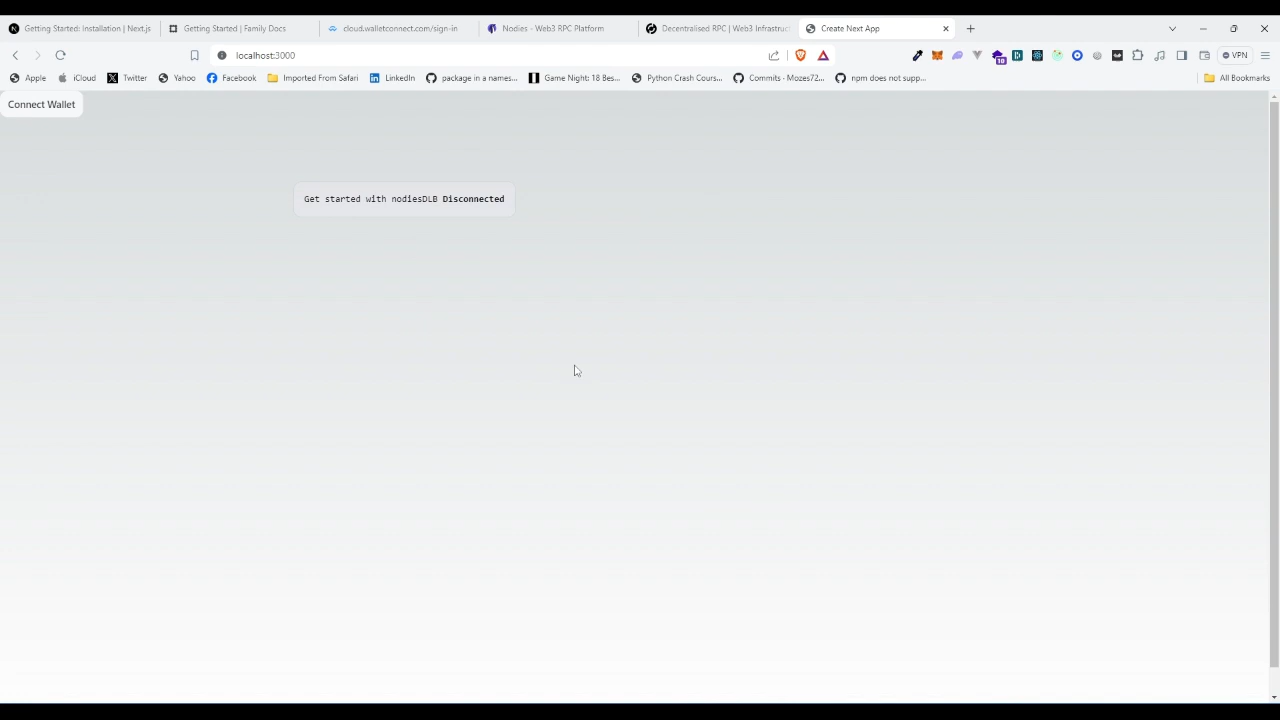 Getting Started: Installation | Next.js
Getting Started | Family Docs
cloud.walletconnect.com/sign-in
Nodies - Web3 RPC Platform
Decentralised RPC | Web3 Infrastruc
Create Next App
localhost:3000
10
VPN
Apple
iCloud
Twitter
Yahoo
Facebook
Imported From Safari
LinkedIn
package in a names...
Game Night: 18 Bes...
Python Crash Cours...
Commits · Mozes72...
npm does not supp...
All Bookmarks
Connect Wallet
Get started with nodiesDLB Disconnected